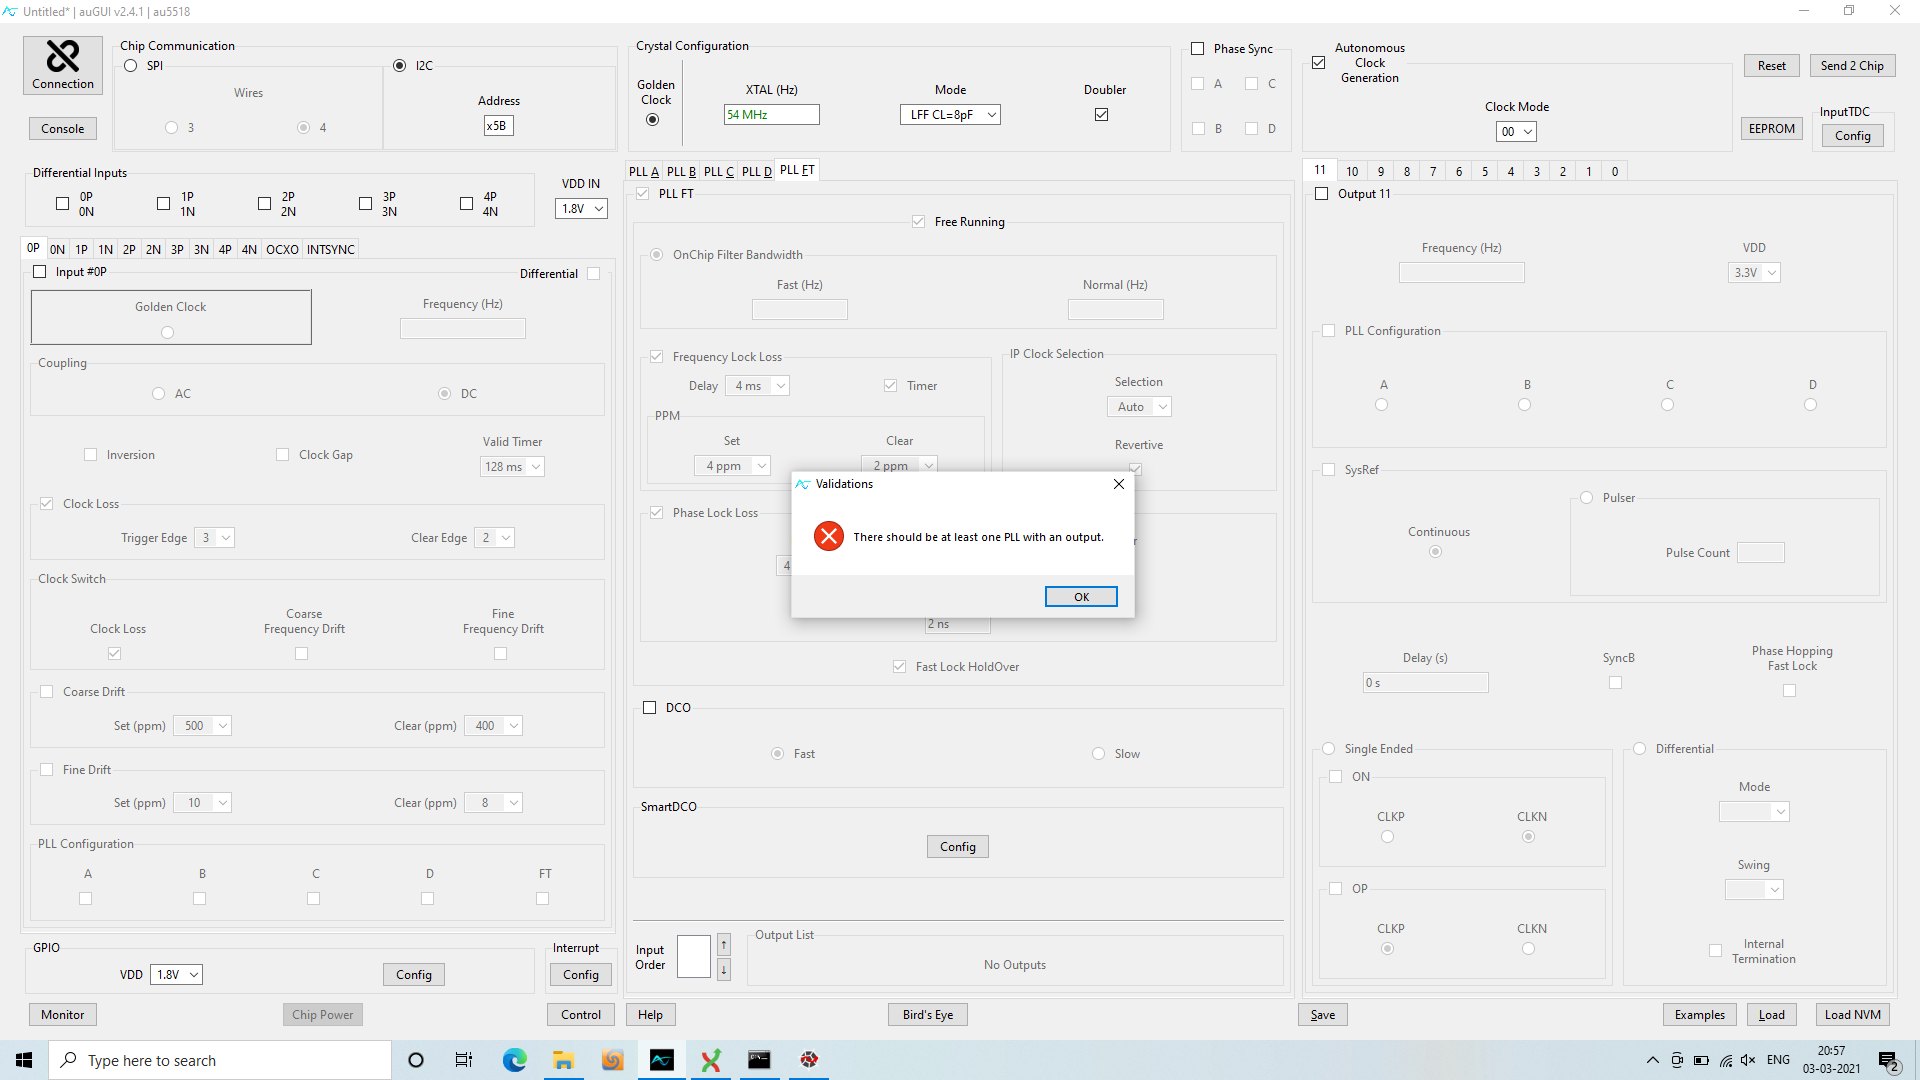 Untitled* | auGUI v2.4.1 | au5518
Connection
Console
Chip Communication
SPI
Wires
3
4
I2C
Address
x5B
Crystal Configuration
Golden
Clock
XTAL (Hz)
54 MHz
Mode
LFF CL=8pF
Doubler
Phase Sync
A
C
B
D
Autonomous
Clock
Generation
Clock Mode
00
Reset
Send 2 Chip
EEPROM
InputTDC
Config
Differential Inputs
0P
0N
1P
1N
2P
2N
3P
3N
4P
4N
VDD IN
1.8V
0P 0N 1P 1N 2P 2N 3P 3N 4P 4N OCXO INTSYNC
Input #0P
Differential
Golden Clock
Frequency (Hz)
Coupling
AC
DC
Inversion
Clock Gap
Valid Timer
128 ms
Clock Loss
Trigger Edge 3
Clear Edge 2
Clock Switch
Clock Loss
Coarse
Frequency Drift
Fine
Frequency Drift
Coarse Drift
Set (ppm) 500
Clear (ppm) 400
Fine Drift
Set (ppm) 10
Clear (ppm) 8
PLL Configuration
A B C D FT
GPIO
VDD 1.8V
Config
Interrupt
Config
Monitor
Chip Power
Control
PLL A PLL B PLL C PLL D PLL FT
PLL FT
Free Running
OnChip Filter Bandwidth
Fast (Hz)
Normal (Hz)
Frequency Lock Loss
Delay 4 ms
Timer
PPM
Set
4 ppm
Clear
2 ppm
IP Clock Selection
Selection
Auto
Revertive
Phase Lock Loss
4
r
2 ns
Validations
There should be at least one PLL with an output.
OK
Fast Lock HoldOver
DCO
Fast
Slow
SmartDCO
Config
Input
Order
↑
↓
Output List
No Outputs
Help
Bird's Eye
11 10 9 8 7 6 5 4 3 2 1 0
Output 11
Frequency (Hz)
VDD
3.3V
PLL Configuration
A B C D
SysRef
Continuous
Pulser
Pulse Count
Delay (s)
0 s
SyncB
Phase Hopping
Fast Lock
Single Ended
ON
CLKP
CLKN
OP
CLKP
CLKN
Differential
Mode
Swing
Internal
Termination
Save
Examples
Load
Load NVM
Type here to search
ENG
20:57
03-03-2021
2